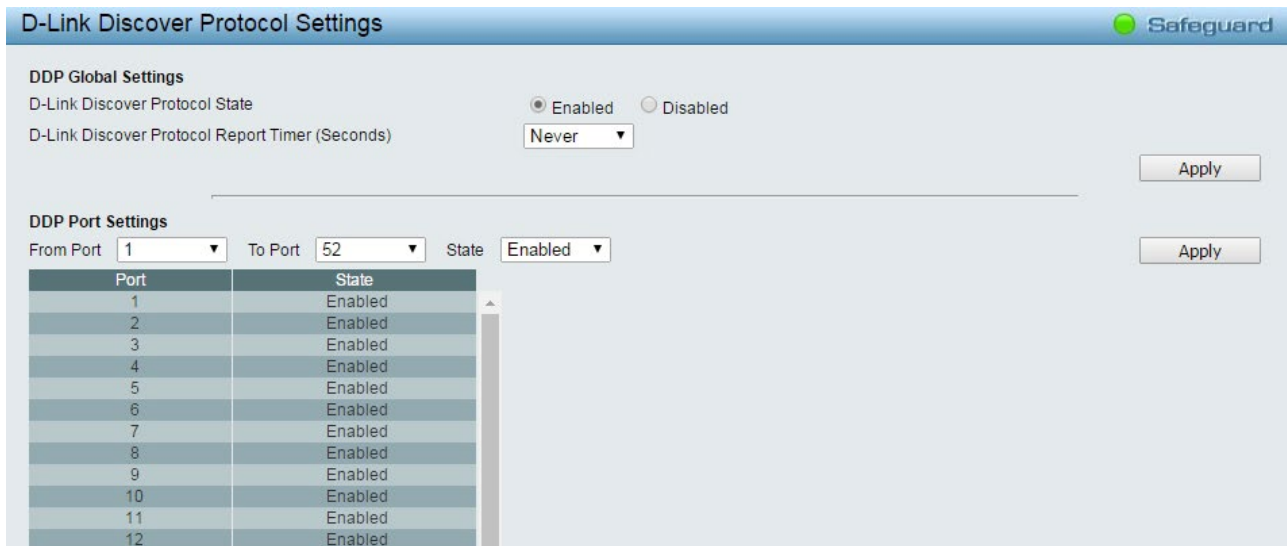 D-Link Discover Protocol Settings
Safeguard
DDP Global Settings
D-Link Discover Protocol State Enabled Disabled
D-Link Discover Protocol Report Timer (Seconds) Never
Apply
DDP Port Settings
From Port 1 To Port 52 State Enabled Apply
Port State
1 Enabled
2 Enabled
3 Enabled
4 Enabled
5 Enabled
6 Enabled
7 Enabled
8 Enabled
9 Enabled
10 Enabled
11 Enabled
12 Enabled